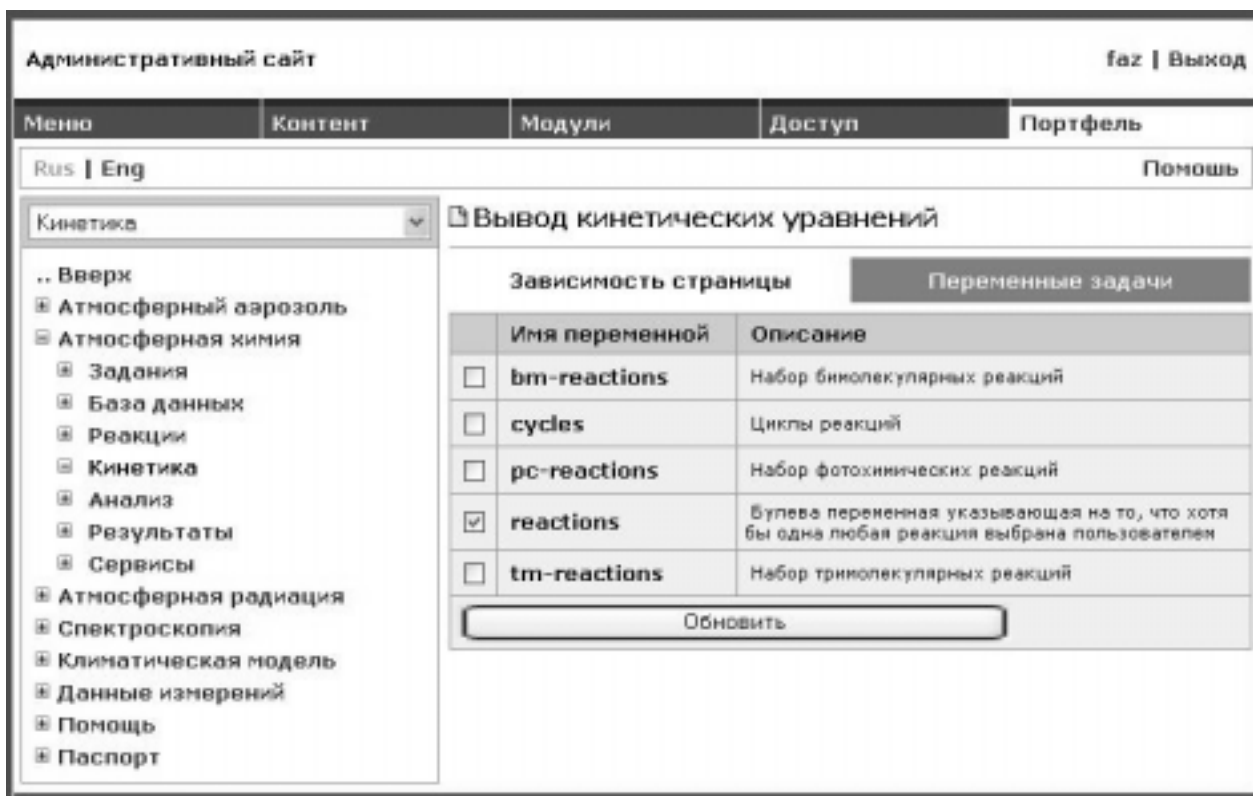 Административный сайт
faz | Выход
Меню Контент Модули Доступ Портфель
Rus | Eng
Помошь
Кинетика
.. Вверх
Атмосферный аэрозоль
Атмосферная химия
Задания
База данных
Реакции
Кинетика
Анализ
Результаты
Сервисы
Атмосферная радиация
Спектроскопия
Климатическая модель
Данные измерений
Помощь
Паспорт
Вывод кинетических уравнений
Зависимость страницы Переменные задачи
Имя переменной Описание
bm-reactions Набор бимолекулярных реакций
cycles Циклы реакций
pc-reactions Набор фотохимических реакций
reactions Булева переменная указывающая на то, что хотя
бы одна любая реакция выбрана пользователем
tm-reactions Набор тримолекулярных реакций
Обновить